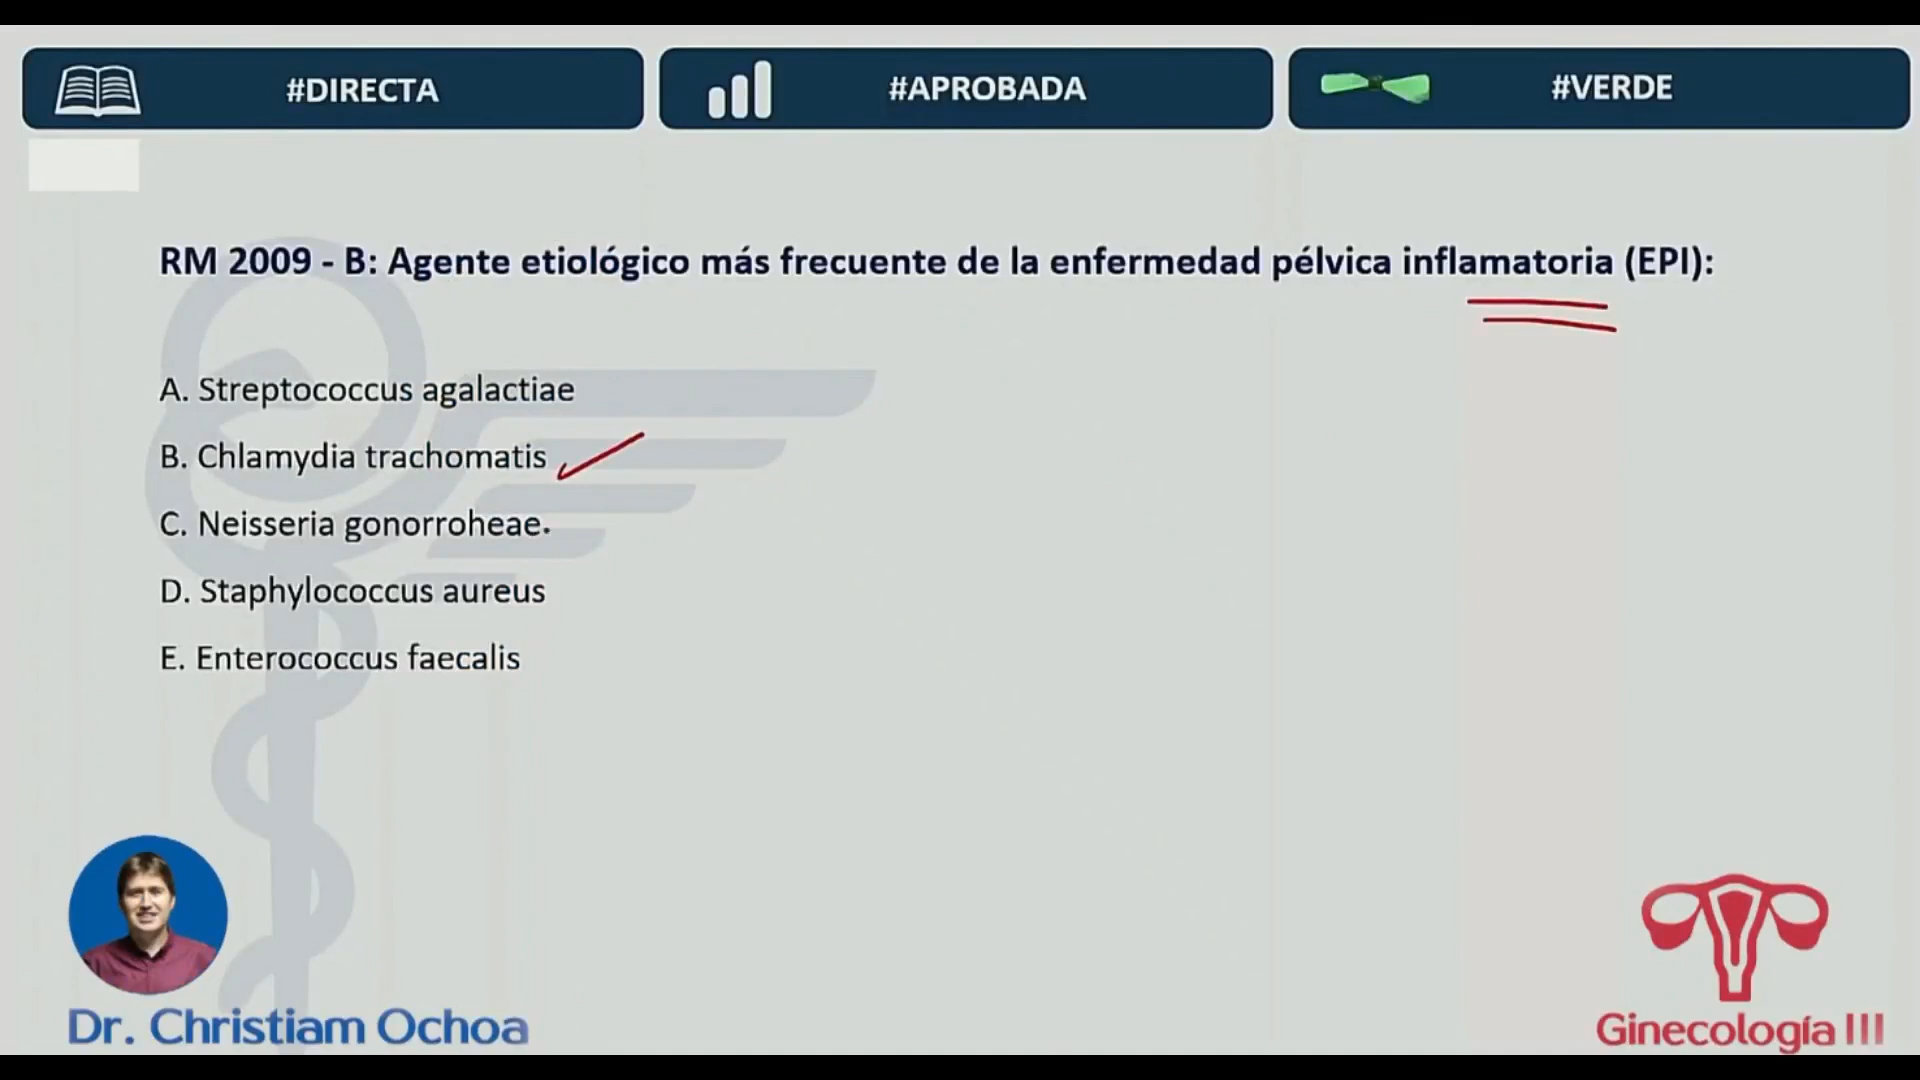 #DIRECTA
#APROBADA
#VERDE
RM 2009 - B: Agente etiológico más frecuente de la enfermedad pélvica inflamatoria (EPI):
A. Streptococcus agalactiae
B. Chlamydia trachomatis
C. Neisseria gonorroheae.
D. Staphylococcus aureus
E. Enterococcus faecalis
Dr. Christiam Ochoa
Ginecología III